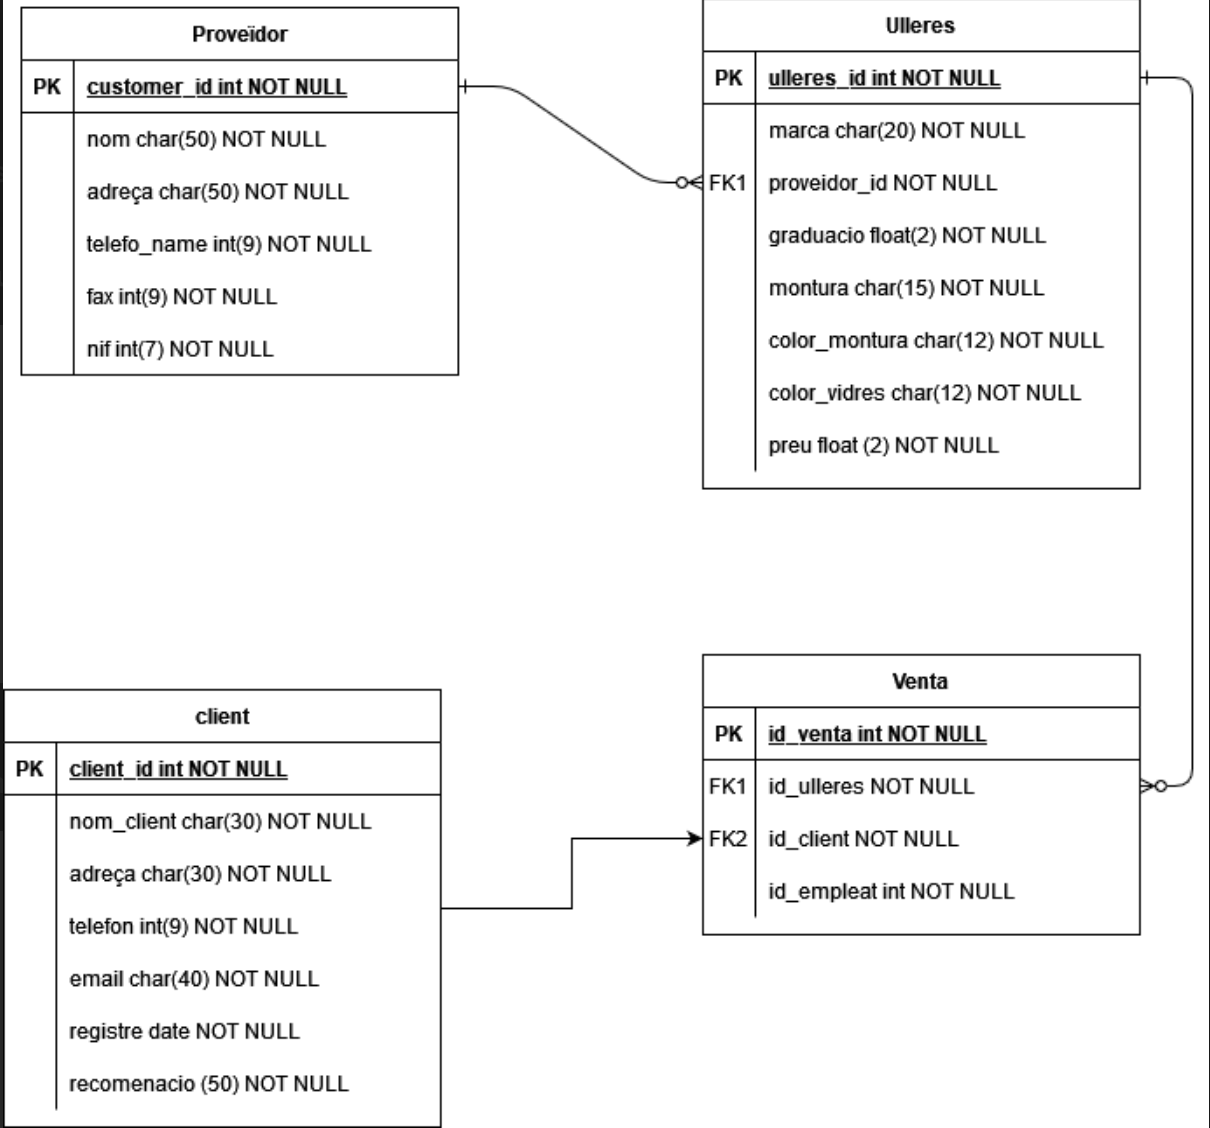 Proveïdor
PK customer_id int NOT NULL
nom char(50) NOT NULL
adreça char(50) NOT NULL
telefo_name int(9) NOT NULL
fax int(9) NOT NULL
nif int(7) NOT NULL
Ulleres
PK ulleres_id int NOT NULL
marca char(20) NOT NULL
FK1 proveidor_id NOT NULL
graduacio float(2) NOT NULL
montura char(15) NOT NULL
color_montura char(12) NOT NULL
color_vidres char(12) NOT NULL
preu float (2) NOT NULL
client
PK client_id int NOT NULL
nom_client char(30) NOT NULL
adreça char(30) NOT NULL
telefon int(9) NOT NULL
email char(40) NOT NULL
registre date NOT NULL
recomenacio (50) NOT NULL
Venta
PK id_venta int NOT NULL
FK1 id_ulleres NOT NULL
FK2 id_client NOT NULL
id_empleat int NOT NULL